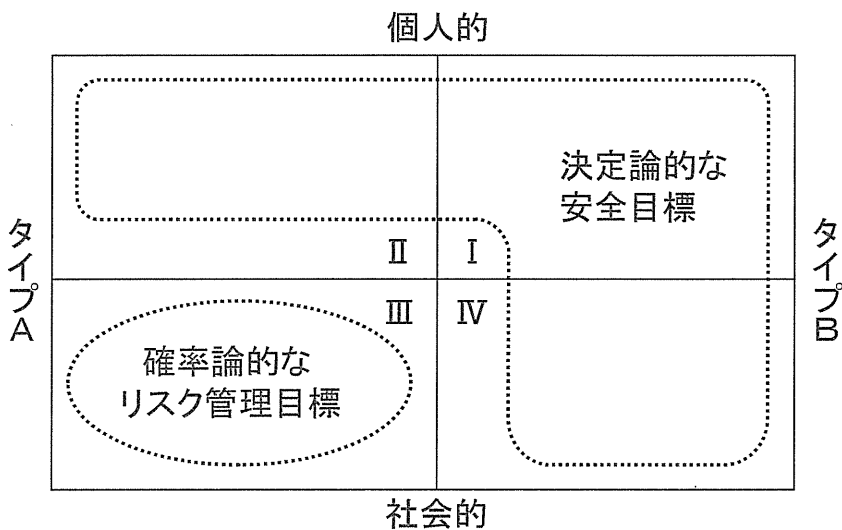 個人的
決定論的な
安全目標
タイプA
Ⅱ
Ⅰ
タイプB
Ⅲ
Ⅳ
確率論的な
リスク管理目標
社会的